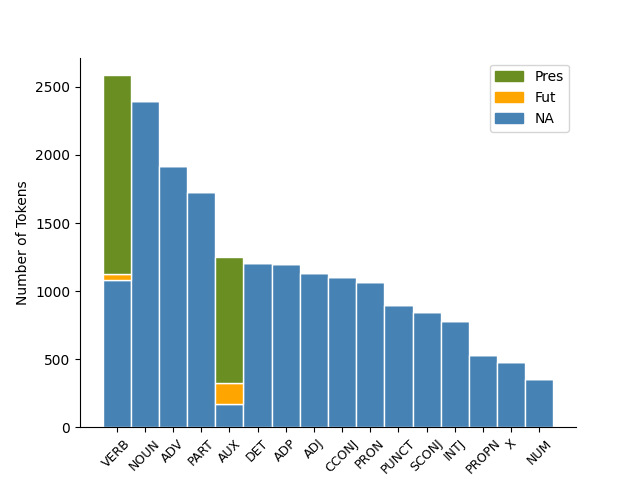 Pres
Fut
NA
Number of Tokens
2500
2000
1500
1000
500
0
VERB
NOUN
ADV
PART
AUX
DET
ADP
ADJ
CCONJ
PRON
PUNCT
SCONJ
INTJ
PROPN
X
NUM